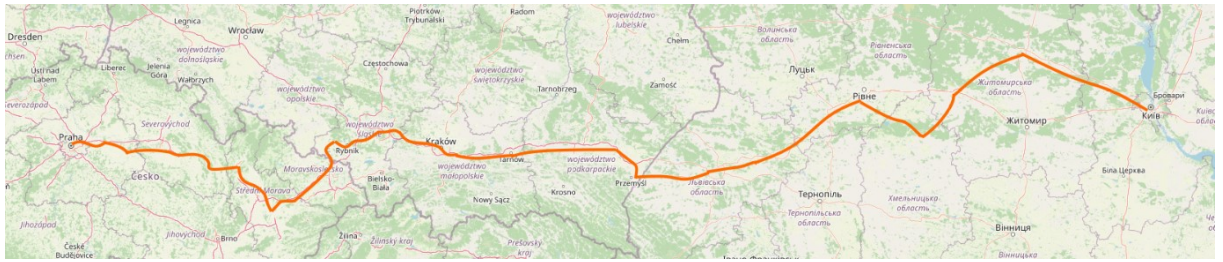 Dresden
chsen
Legnica
Wrocław
województwo
dolnośląskie
Piotrków
Trybunalski
Radom
województwo
lubelskie
Chełm
Волинська
область
Рівненська
область
Ústí nad
Labem
Liberec
Jelenia
Góra
Wałbrzych
Częstochowa
województwo
świętokrzyskie
Луцьк
Рівне
Житомирська
область
Бровари
Київ
województwo
opolskie
Tarnobrzeg
Zamość
Severozápad
Praha
Severovýchod
Česko
województwo
Rybnik
Kraków
Житомир
Moravskoslezsko
Střední Morava
Bielsko-
Biała
województwo
małopolskie
Tarnów
województwo
podkarpackie
Przemyśl
Львівська
область
Тернопіль
Хмельницька
область
Біла Церква
Nowy Sącz
Krosno
Тернопільська
область
Вінниця
Jihozápad
České
Budějovice
Jihovýchod
Brno
Žilina
Žilinský kraj
Prešovský
kraj
Вінницька
область